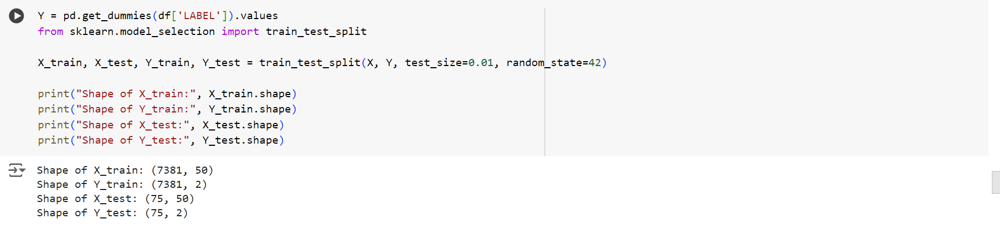 Y = pd.get_dummies(df['LABEL']).values
from sklearn.model_selection import train_test_split
X_train, X_test, Y_train, Y_test = train_test_split(X, Y, test_size=0.01, random_state=42)
print("Shape of X_train:", X_train.shape)
print("Shape of Y_train:", Y_train.shape)
print("Shape of X_test:", X_test.shape)
print("Shape of Y_test:", Y_test.shape)
Shape of X_train: (7381, 50)
Shape of Y_train: (7381, 2)
Shape of X_test: (75, 50)
Shape of Y_test: (75, 2)